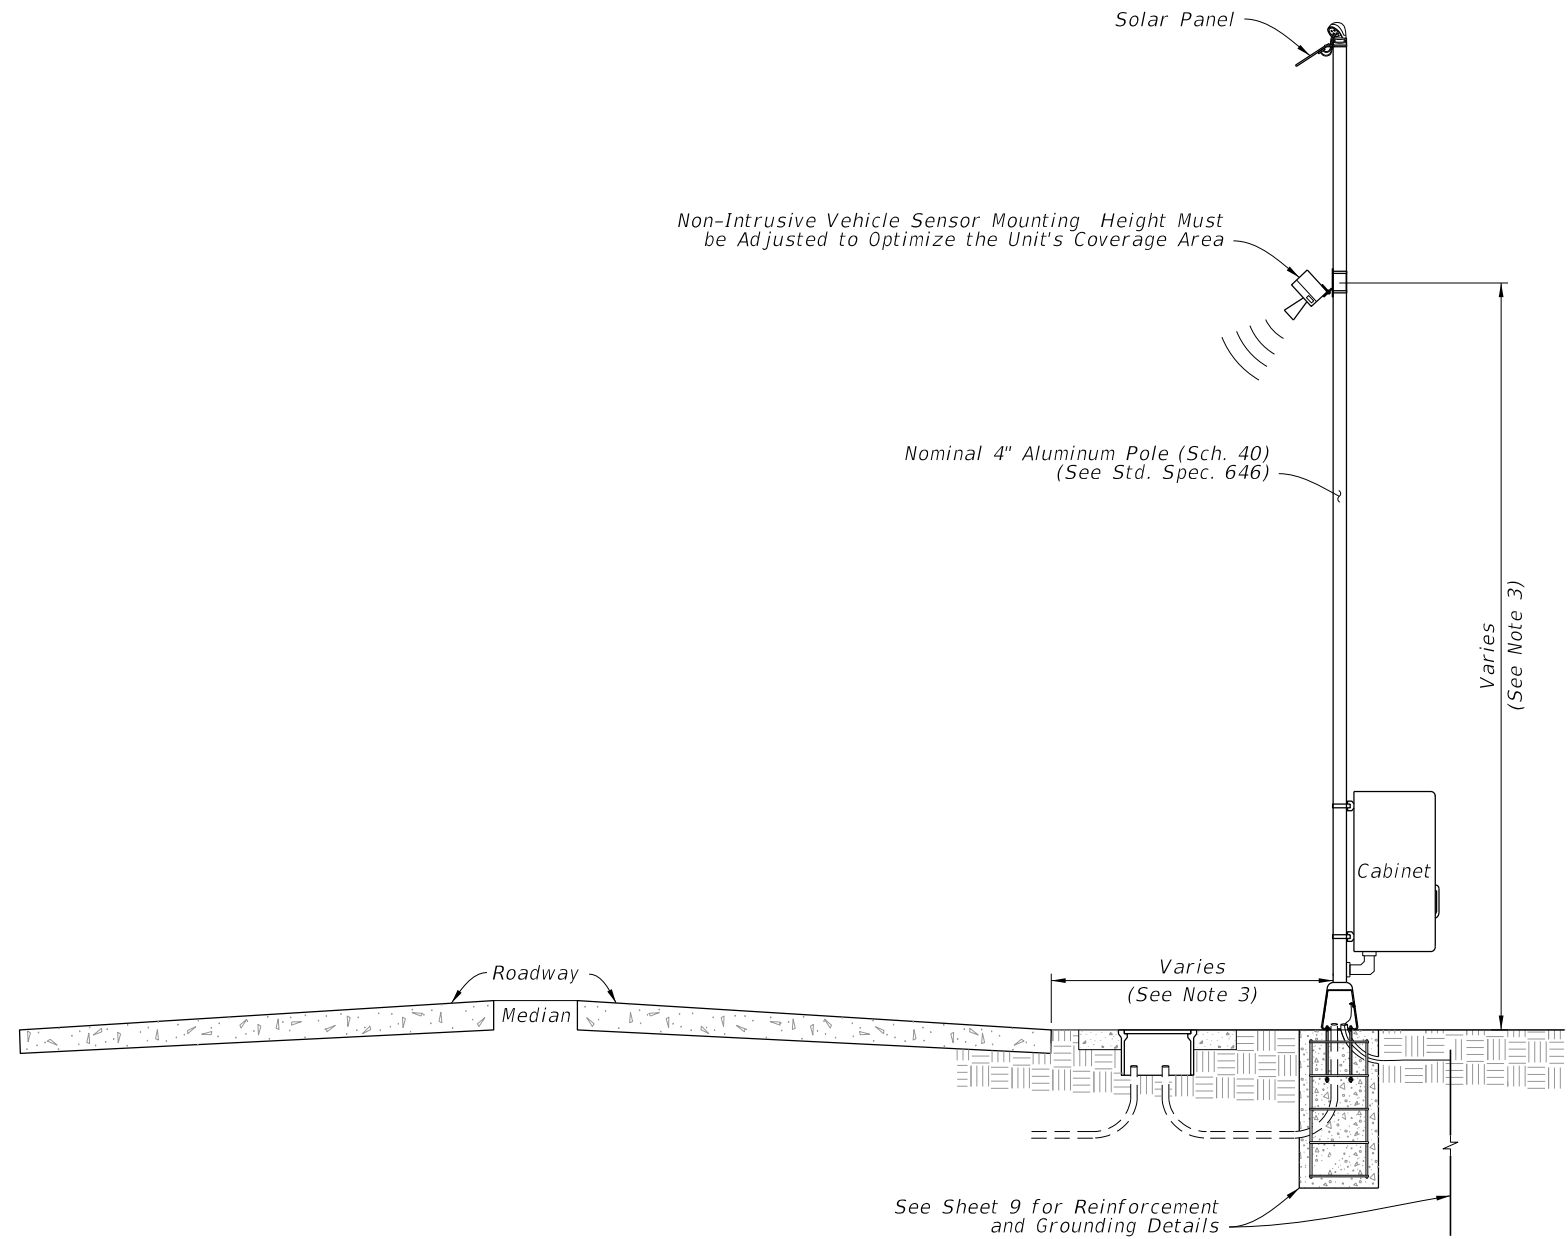 Solar Panel
Non-Intrusive Vehicle Sensor Mounting Height Must
be Adjusted to Optimize the Unit's Coverage Area
Nominal 4" Aluminum Pole (Sch. 40)
(See Std. Spec. 646)
Varies
(See Note 3)
Cabinet
Roadway
Median
Varies
(See Note 3)
See Sheet 9 for Reinforcement
and Grounding Details